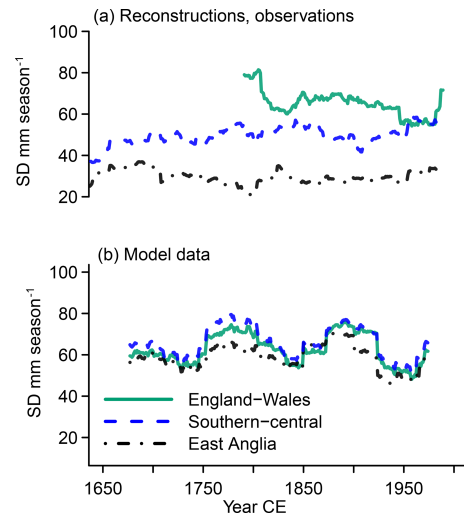 (a) Reconstructions, observations
SD mm season⁻¹
100
80
60
40
20
(b) Model data
SD mm season⁻¹
100
80
60
40
20
England−Wales
Southern−central
East Anglia
1650 1750 1850 1950
Year CE